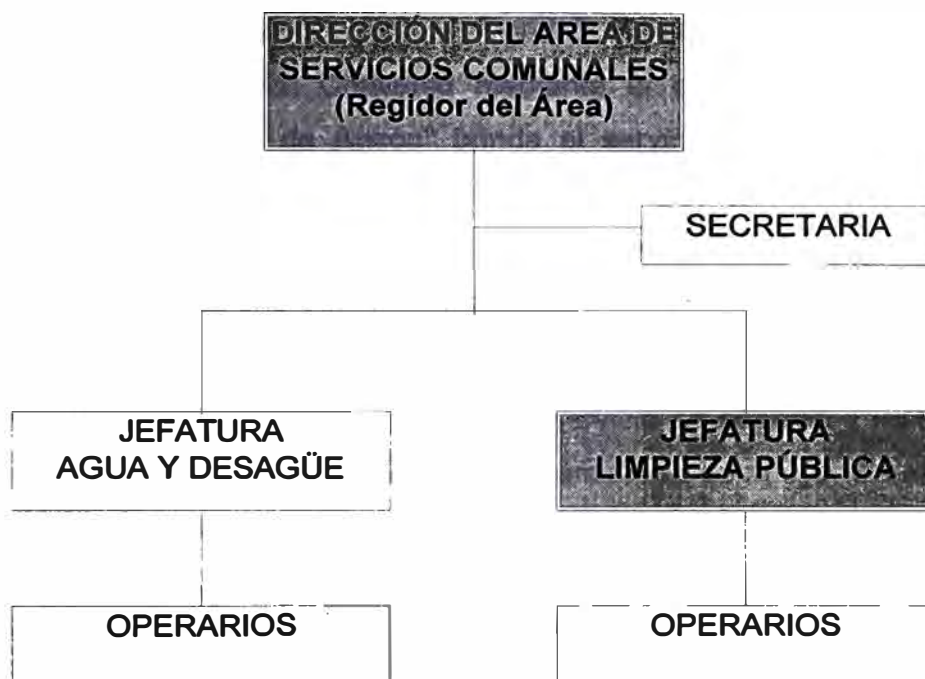 DIRECCIÓN DEL AREA DE
SERVICIOS COMUNALES
(Regidor del Área)
SECRETARIA
JEFATURA
AGUA Y DESAGÜE
JEFATURA
LIMPIEZA PÚBLICA
OPERARIOS
OPERARIOS